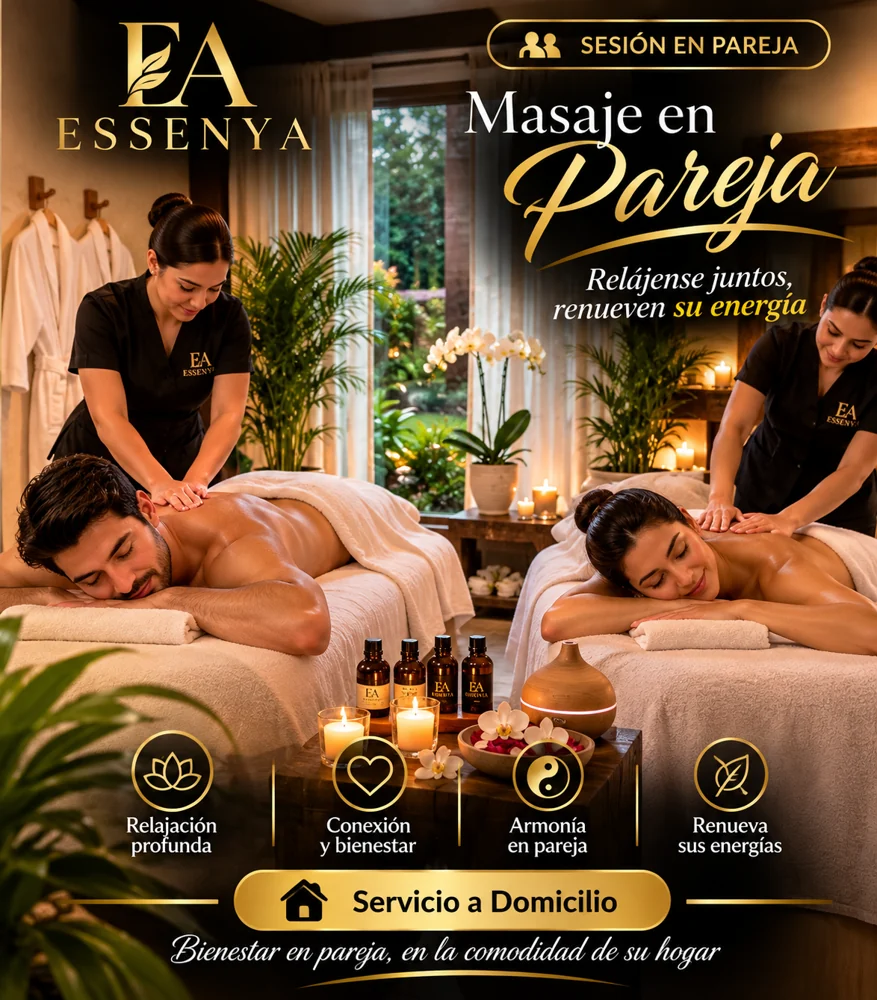 EA
ESSENYA
SESIÓN EN PAREJA
Masaje en
Pareja
Relájense juntos,
renueven su energía
EA
ESSENYA
EA
ESSENYA
EA
EA
EA
EA
Relajación
profunda
Conexión
y bienestar
Armonía
en pareja
Renueva
sus energías
Servicio a Domicilio
Bienestar en pareja, en la comodidad de su hogar